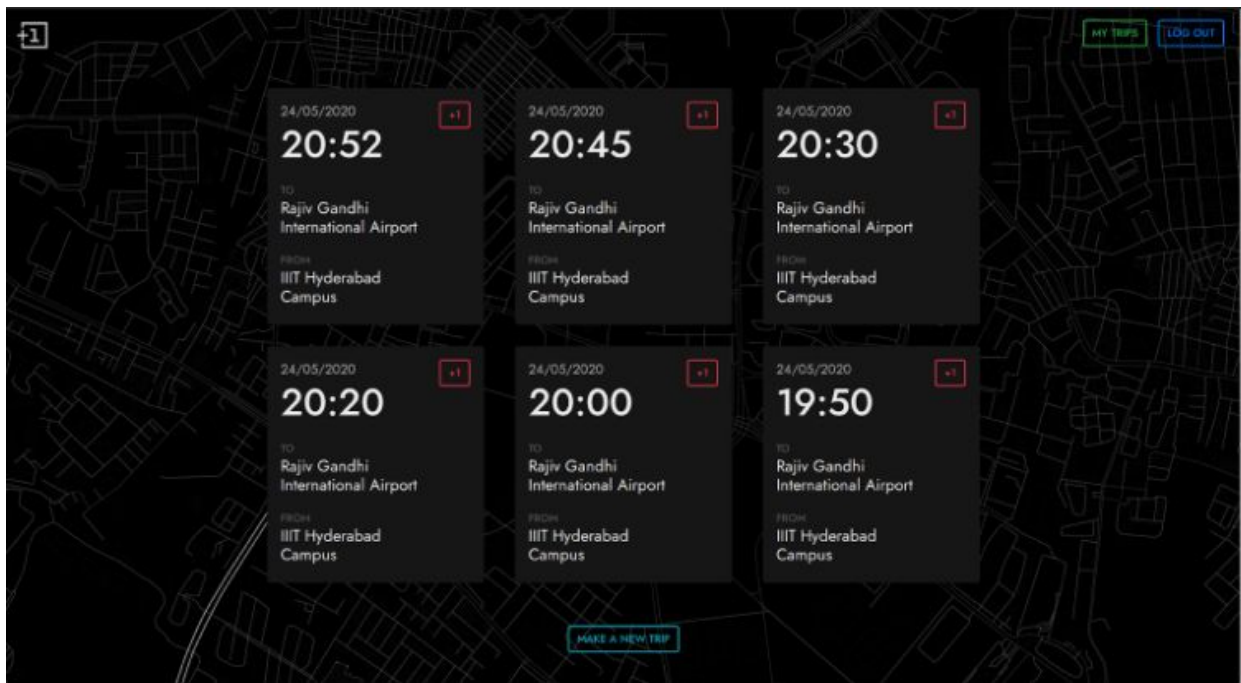 +1
MY TRIPS
LOG OUT
24/05/2020
+1
20:52
TO
Rajiv Gandhi
International Airport
FROM
IIIT Hyderabad
Campus
24/05/2020
+1
20:45
TO
Rajiv Gandhi
International Airport
FROM
IIIT Hyderabad
Campus
24/05/2020
+1
20:30
TO
Rajiv Gandhi
International Airport
FROM
IIIT Hyderabad
Campus
24/05/2020
+1
20:20
TO
Rajiv Gandhi
International Airport
FROM
IIIT Hyderabad
Campus
24/05/2020
+1
20:00
TO
Rajiv Gandhi
International Airport
FROM
IIIT Hyderabad
Campus
24/05/2020
+1
19:50
TO
Rajiv Gandhi
International Airport
FROM
IIIT Hyderabad
Campus
MAKE A NEW TRIP